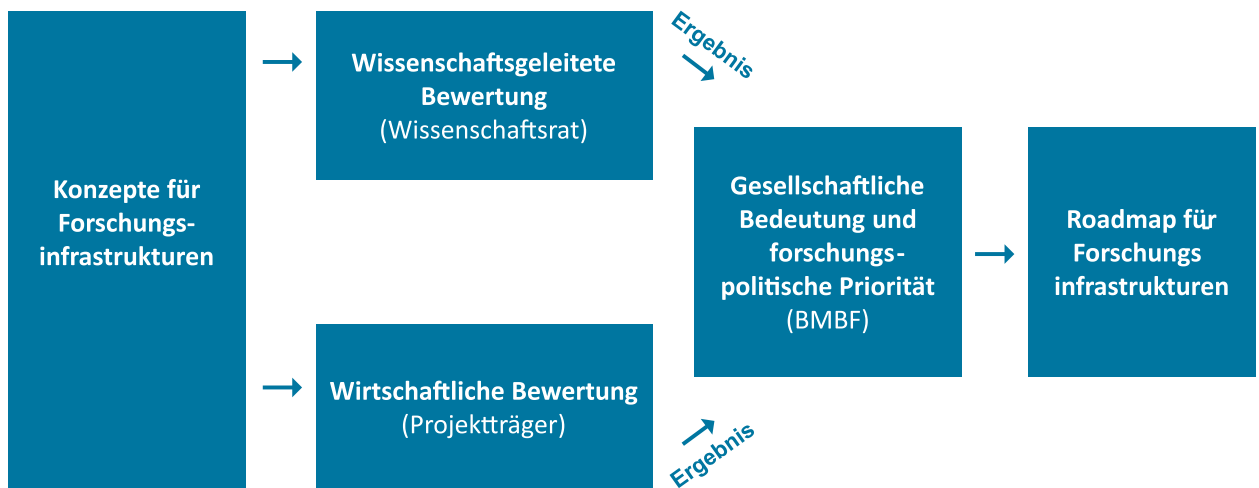 Konzepte für
Forschungs-
infrastrukturen
Wissenschaftsgeleitete
Bewertung
(Wissenschaftsrat)
Wirtschaftliche Bewertung
(Projektträger)
Ergebnis
Ergebnis
Gesellschaftliche
Bedeutung und
forschungs-
politische Priorität
(BMBF)
Roadmap für
Forschungs
infrastrukturen